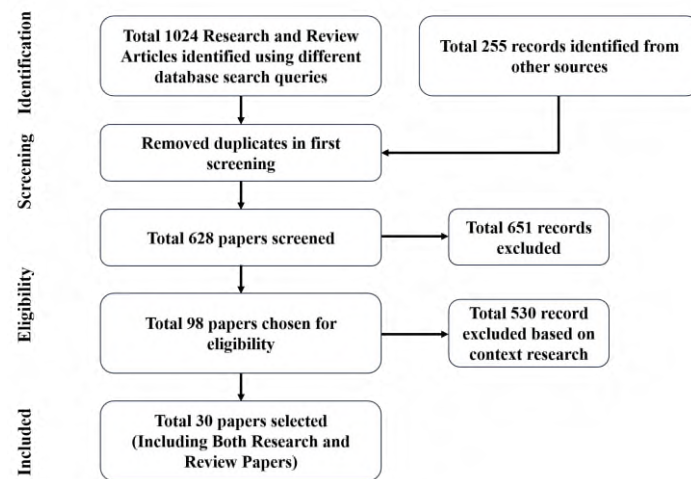 Identification
Total 1024 Research and Review
Articles identified using different
database search queries
Total 255 records identified from
other sources
Screening
Removed duplicates in first
screening
Total 628 papers screened
Total 651 records
excluded
Eligibility
Total 98 papers chosen for
eligibility
Total 530 record
excluded based on
context research
Included
Total 30 papers selected
(Including Both Research and
Review Papers)